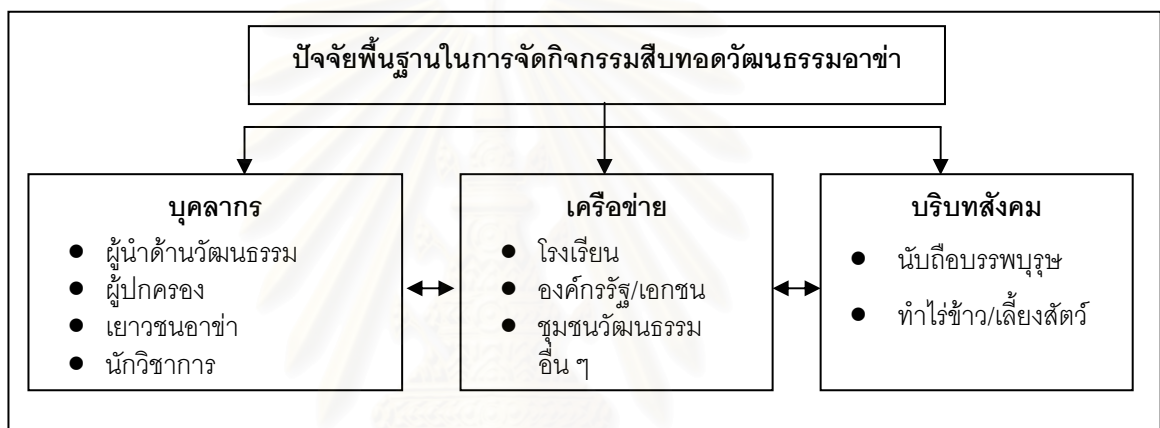 ปัจจัยพื้นฐานในการจัดกิจกรรมสืบทอดวัฒนธรรมอาข่า
บุคลากร
● ผู้นำด้านวัฒนธรรม
● ผู้ปกครอง
● เยาวชนอาข่า
● นักวิชาการ
เครือข่าย
● โรงเรียน
● องค์กรรัฐ/เอกชน
● ชุมชนวัฒนธรรม
อื่น ๆ
บริบทสังคม
● นับถือบรรพบุรุษ
● ทำไร่ข้าว/เลี้ยงสัตว์